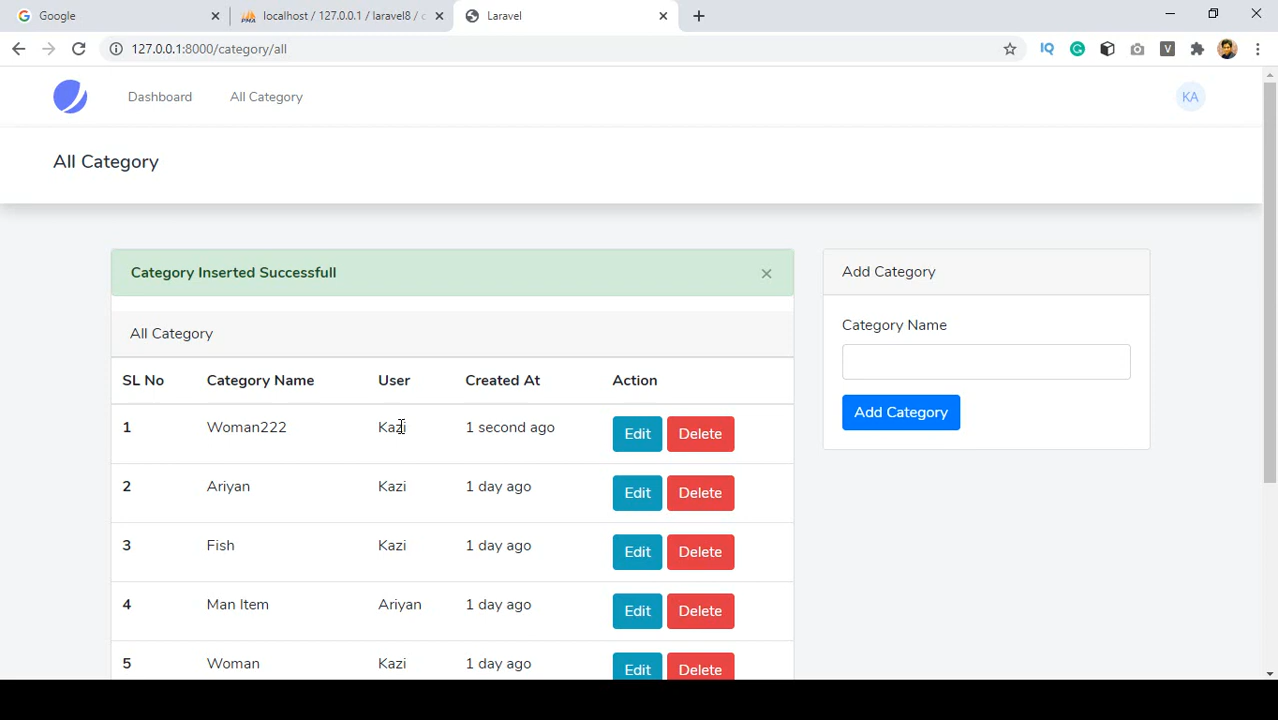 Google
localhost / 127.0.0.1 / laravel8 / c
Laravel
127.0.0.1:8000/category/all
IQ
V
Dashboard
All Category
KA
All Category
Category Inserted Successfull
×
All Category
SL No Category Name User Created At Action
1 Woman222 Kazi 1 second ago Edit Delete
2 Ariyan Kazi 1 day ago Edit Delete
3 Fish Kazi 1 day ago Edit Delete
4 Man Item Ariyan 1 day ago Edit Delete
5 Woman Kazi 1 day ago Edit Delete
Add Category
Category Name
Add Category